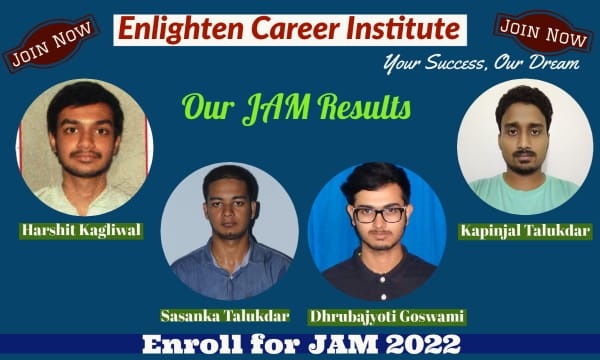 JOIN NOW
Enlighten Career Institute
JOIN NOW
Your Success, Our Dream
Our JAM Results
Harshit Kagliwal
Kapinjal Talukdar
Sasanka Talukdar
Dhrubajyoti Goswami
Enroll for JAM 2022